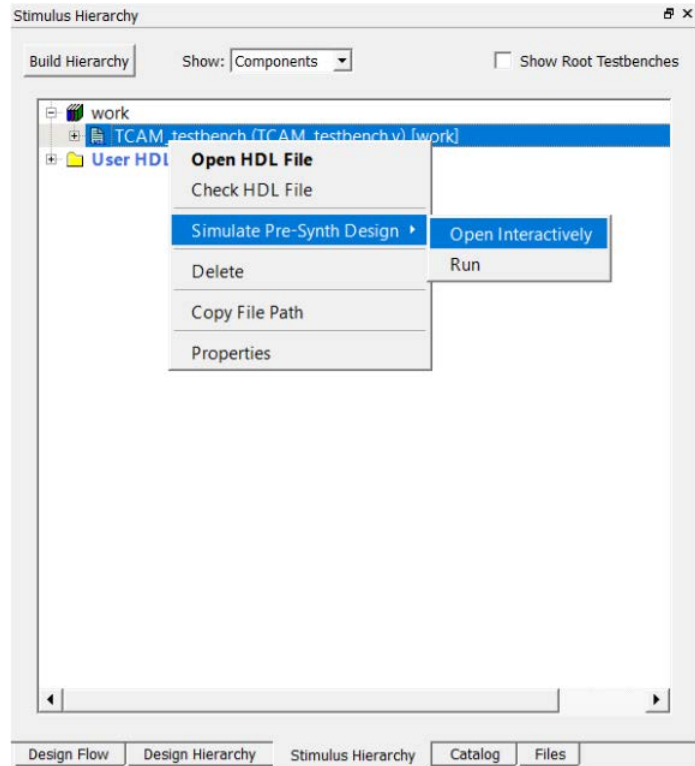 Stimulus Hierarchy
Build Hierarchy Show: Components Show Root Testbenches
work
TCAM_testbench (TCAM_testbench.v) [work]
User HDL
Open HDL File
Check HDL File
Simulate Pre-Synth Design
Open Interactively
Run
Delete
Copy File Path
Properties
Design Flow Design Hierarchy Stimulus Hierarchy Catalog Files